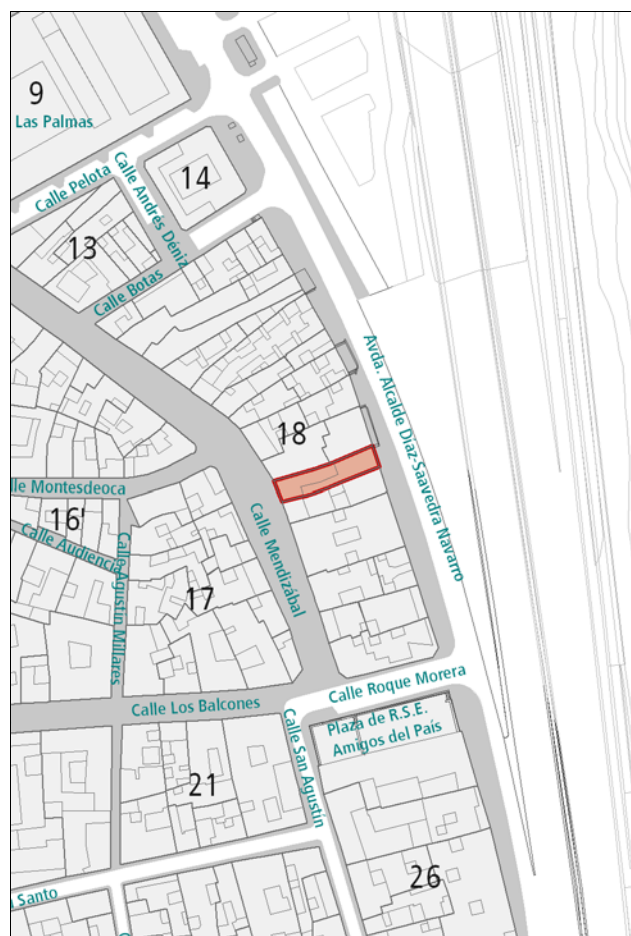 9
Las Palmas
Calle Pelota
Calle Andrés Déniz
14
13
Calle Botas
Avda. Alcalde Díaz-Saavedra Navarro
18
lle Montesdeoca
16
Calle Audiencia
Calle Agustín Millares
17
Calle Mendizábal
Calle Roque Morera
Calle Los Balcones
Plaza de R.S.E.
Amigos del País
Calle San Agustín
21
26
Santo